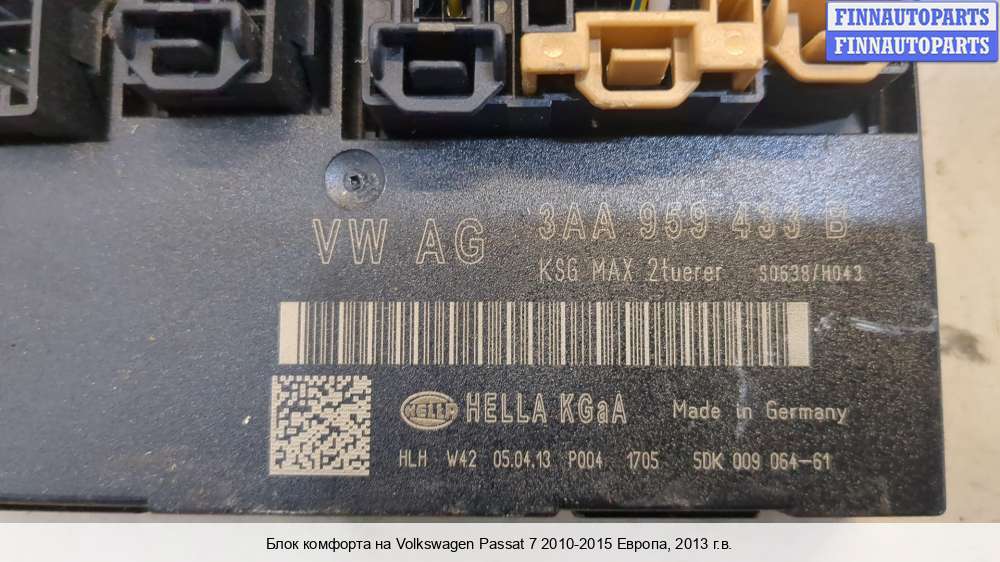 FINNAUTOPARTS
FINNAUTOPARTS
VW AG
3AA 959 433 B
KSG MAX 2tuerer S0638/H043
HELLA
HELLA KGaA Made in Germany
HLH W42 05.04.13 P004 1705 5DK 009 064-61
Блок комфорта на Volkswagen Passat 7 2010-2015 Европа, 2013 г.в.